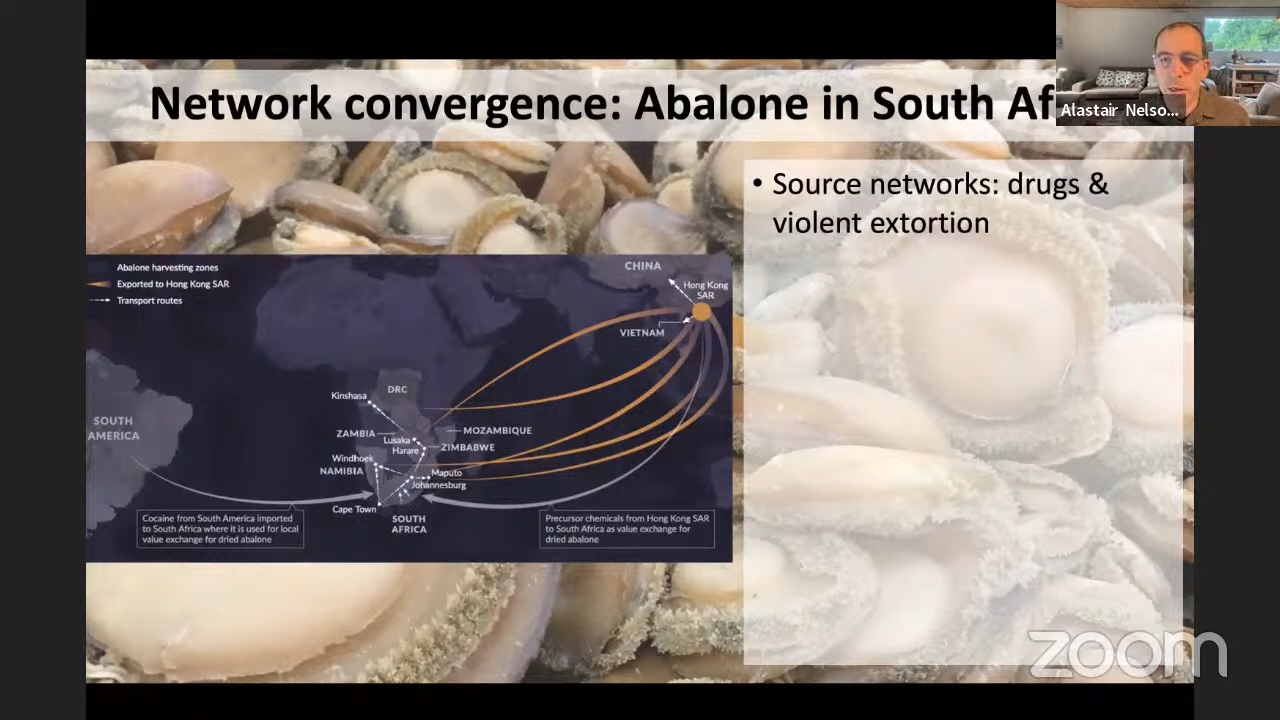 Network convergence: Abalone in South Af
Alastair Nelso...
• Source networks: drugs &
violent extortion
Abalone harvesting zones
Exported to Hong Kong SAR
Transport routes
CHINA
Hong Kong
SAR
VIETNAM
DRC
Kinshasa
SOUTH
AMERICA
ZAMBIA
MOZAMBIQUE
Lusaka
Harare
ZIMBABWE
Windhoek
NAMIBIA
Maputo
Johannesburg
Cape Town
SOUTH
AFRICA
Cocaine from South America imported
to South Africa where it is used for local
value exchange for dried abalone
Precursor chemicals from Hong Kong SAR
to South Africa as value exchange for
dried abalone
zoom